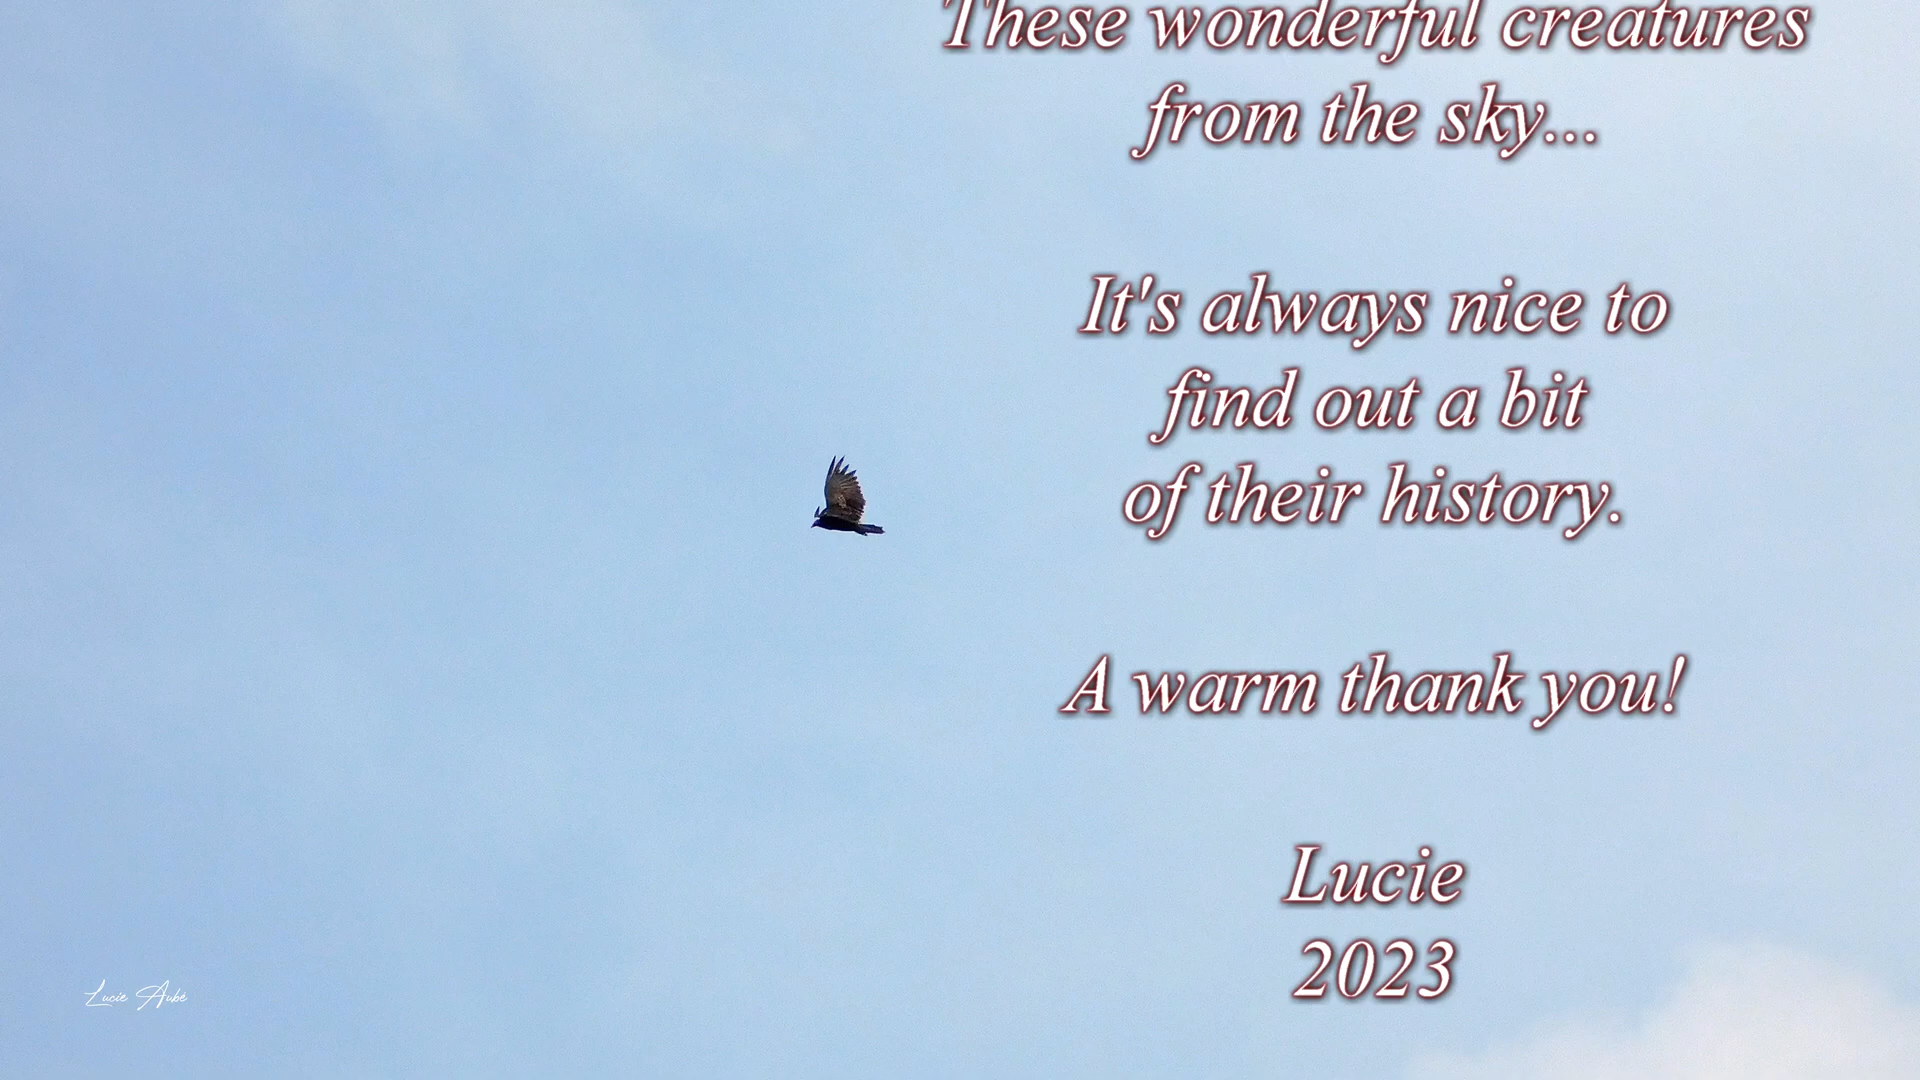 These wonderful creatures
from the sky...
It's always nice to
find out a bit
of their history.
A warm thank you!
Lucie
2023
Lucie Aubé